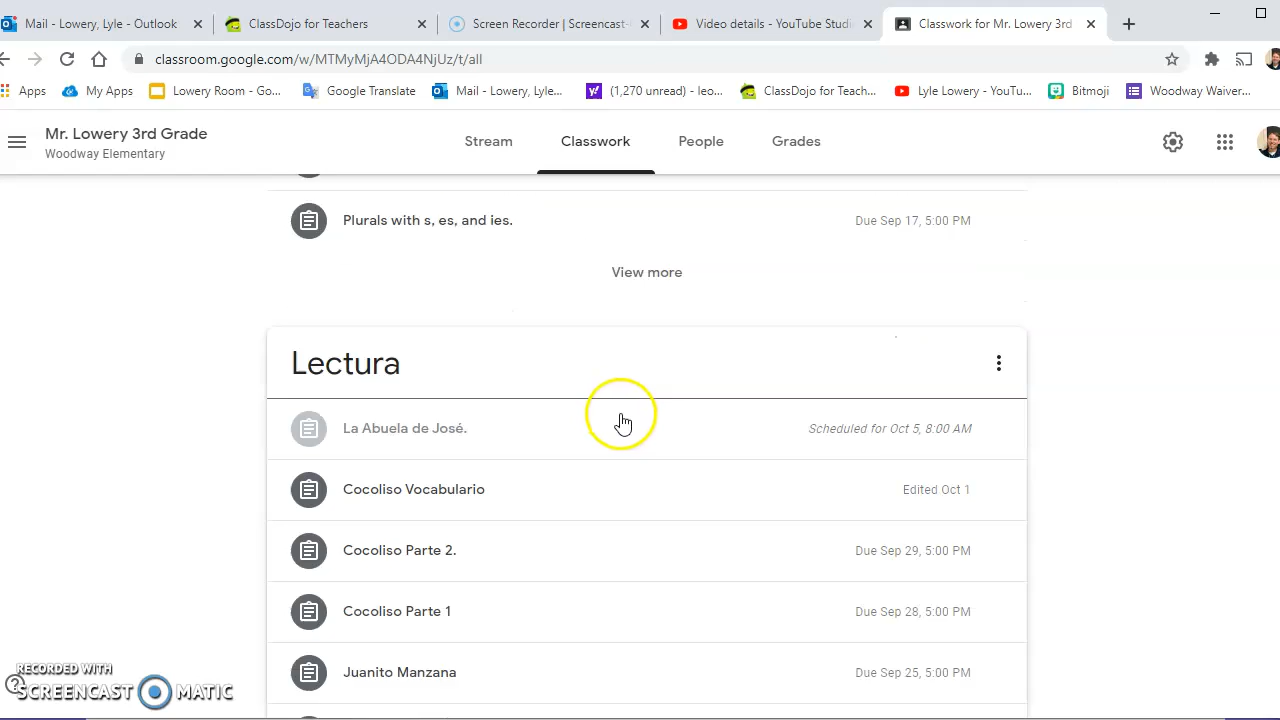 Mail - Lowery, Lyle - Outlook
ClassDojo for Teachers
Screen Recorder | Screencast-
Video details - YouTube Studi
Classwork for Mr. Lowery 3rd
classroom.google.com/w/MTMyMjA4ODA4NjUz/t/all
Apps
My Apps
Lowery Room - Go...
Google Translate
Mail - Lowery, Lyle...
(1,270 unread) - lso...
ClassDojo for Teach...
Lyle Lowery - YouTu...
Bitmoji
Woodway Waiver...
Mr. Lowery 3rd Grade
Woodway Elementary
Stream
Classwork
People
Grades
Plurals with s, es, and ies.
Due Sep 17, 5:00 PM
View more
Lectura
La Abuela de José.
Scheduled for Oct 5, 8:00 AM
Cocoliso Vocabulario
Edited Oct 1
Cocoliso Parte 2.
Due Sep 29, 5:00 PM
Cocoliso Parte 1
Due Sep 28, 5:00 PM
Juanito Manzana
Due Sep 25, 5:00 PM
RECORDED WITH
SCREENCAST MATIC